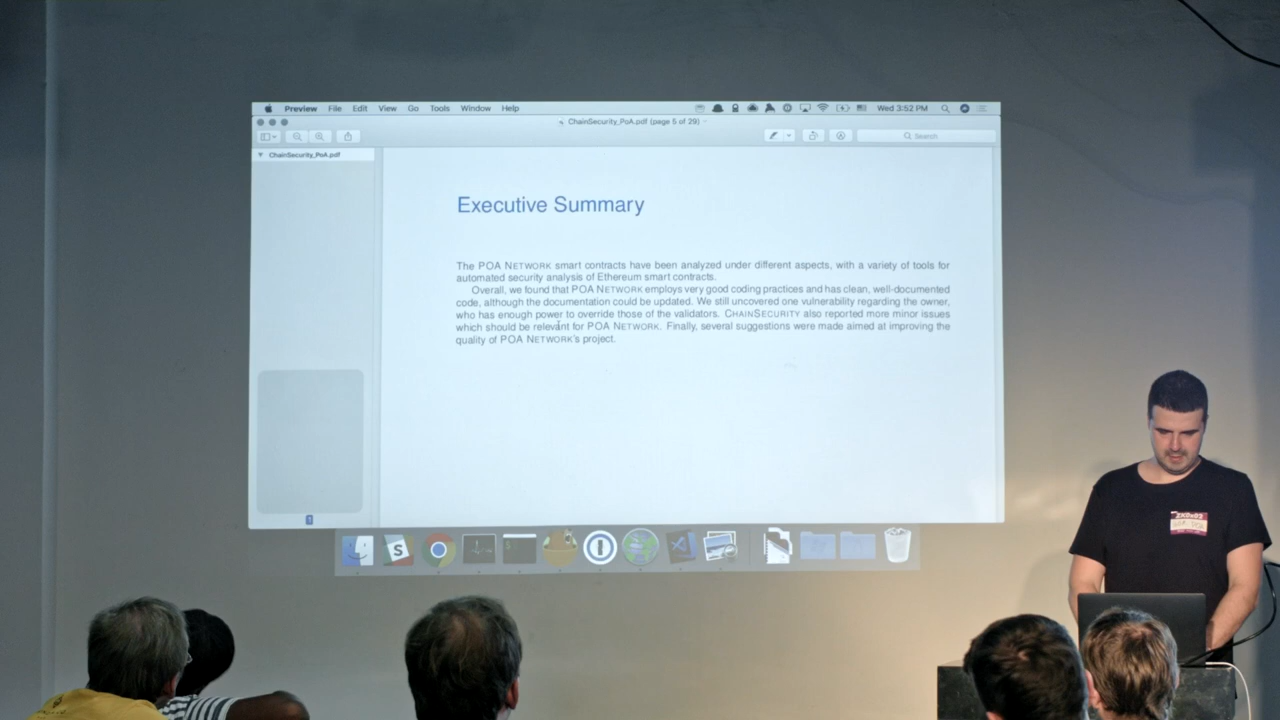 Preview File Edit View Go Tools Window Help Wed 3:52 PM
ChainSecurity_PoA.pdf (page 5 of 29)
Search
ChainSecurity_PoA.pdf
Executive Summary
The POA NETWORK smart contracts have been analyzed under different aspects, with a variety of tools for
automated security analysis of Ethereum smart contracts.
Overall, we found that POA NETWORK employs very good coding practices and has clean, well-documented
code, although the documentation could be updated. We still uncovered one vulnerability regarding the owner,
who has enough power to override those of the validators. CHAINSECURITY also reported more minor issues
which should be relevant for POA NETWORK. Finally, several suggestions were made aimed at improving the
quality of POA NETWORK's project.
S